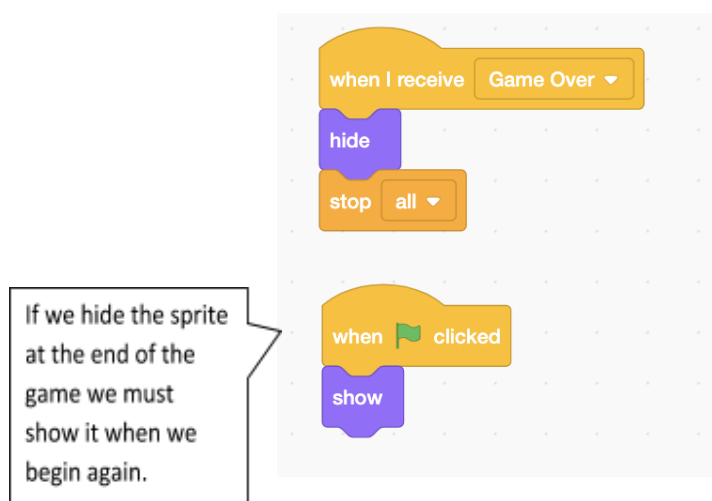 when I receive Game Over
hide
stop all
If we hide the sprite
at the end of the
game we must
show it when we
begin again.
when clicked
show